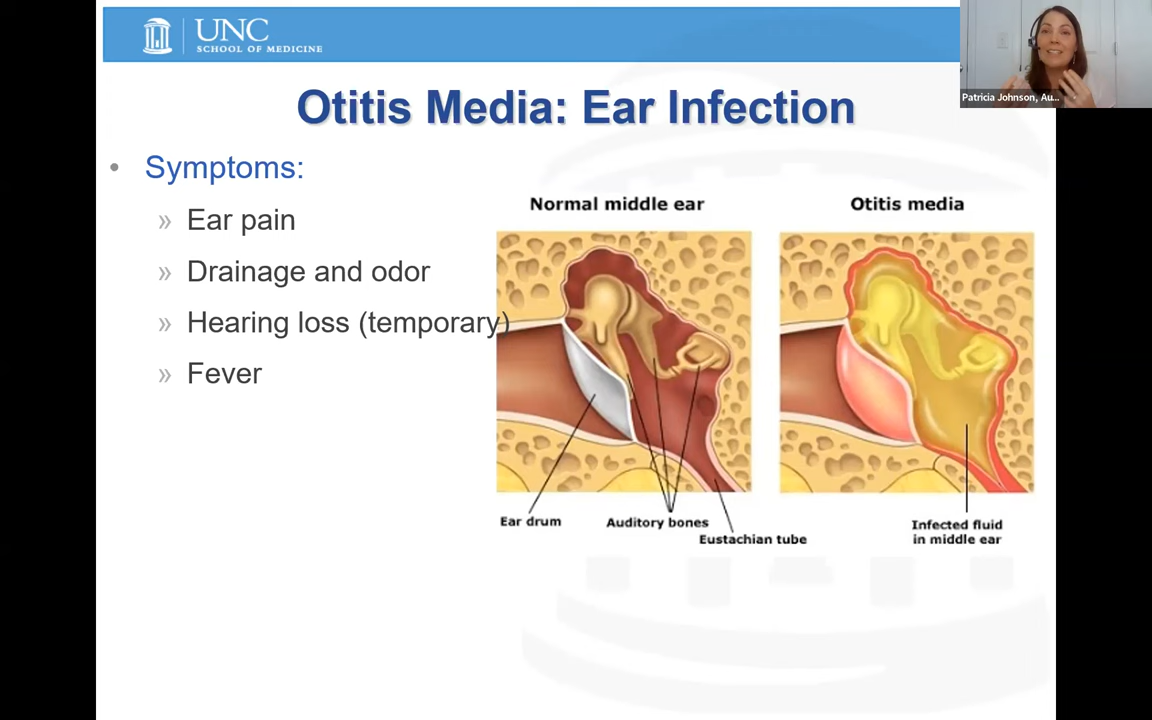 UNC
SCHOOL OF MEDICINE
Patricia Johnson, Au...
Otitis Media: Ear Infection
• Symptoms:
» Ear pain
» Drainage and odor
» Hearing loss (temporary)
» Fever
Normal middle ear
Otitis media
Ear drum
Auditory bones
Eustachian tube
Infected fluid
in middle ear